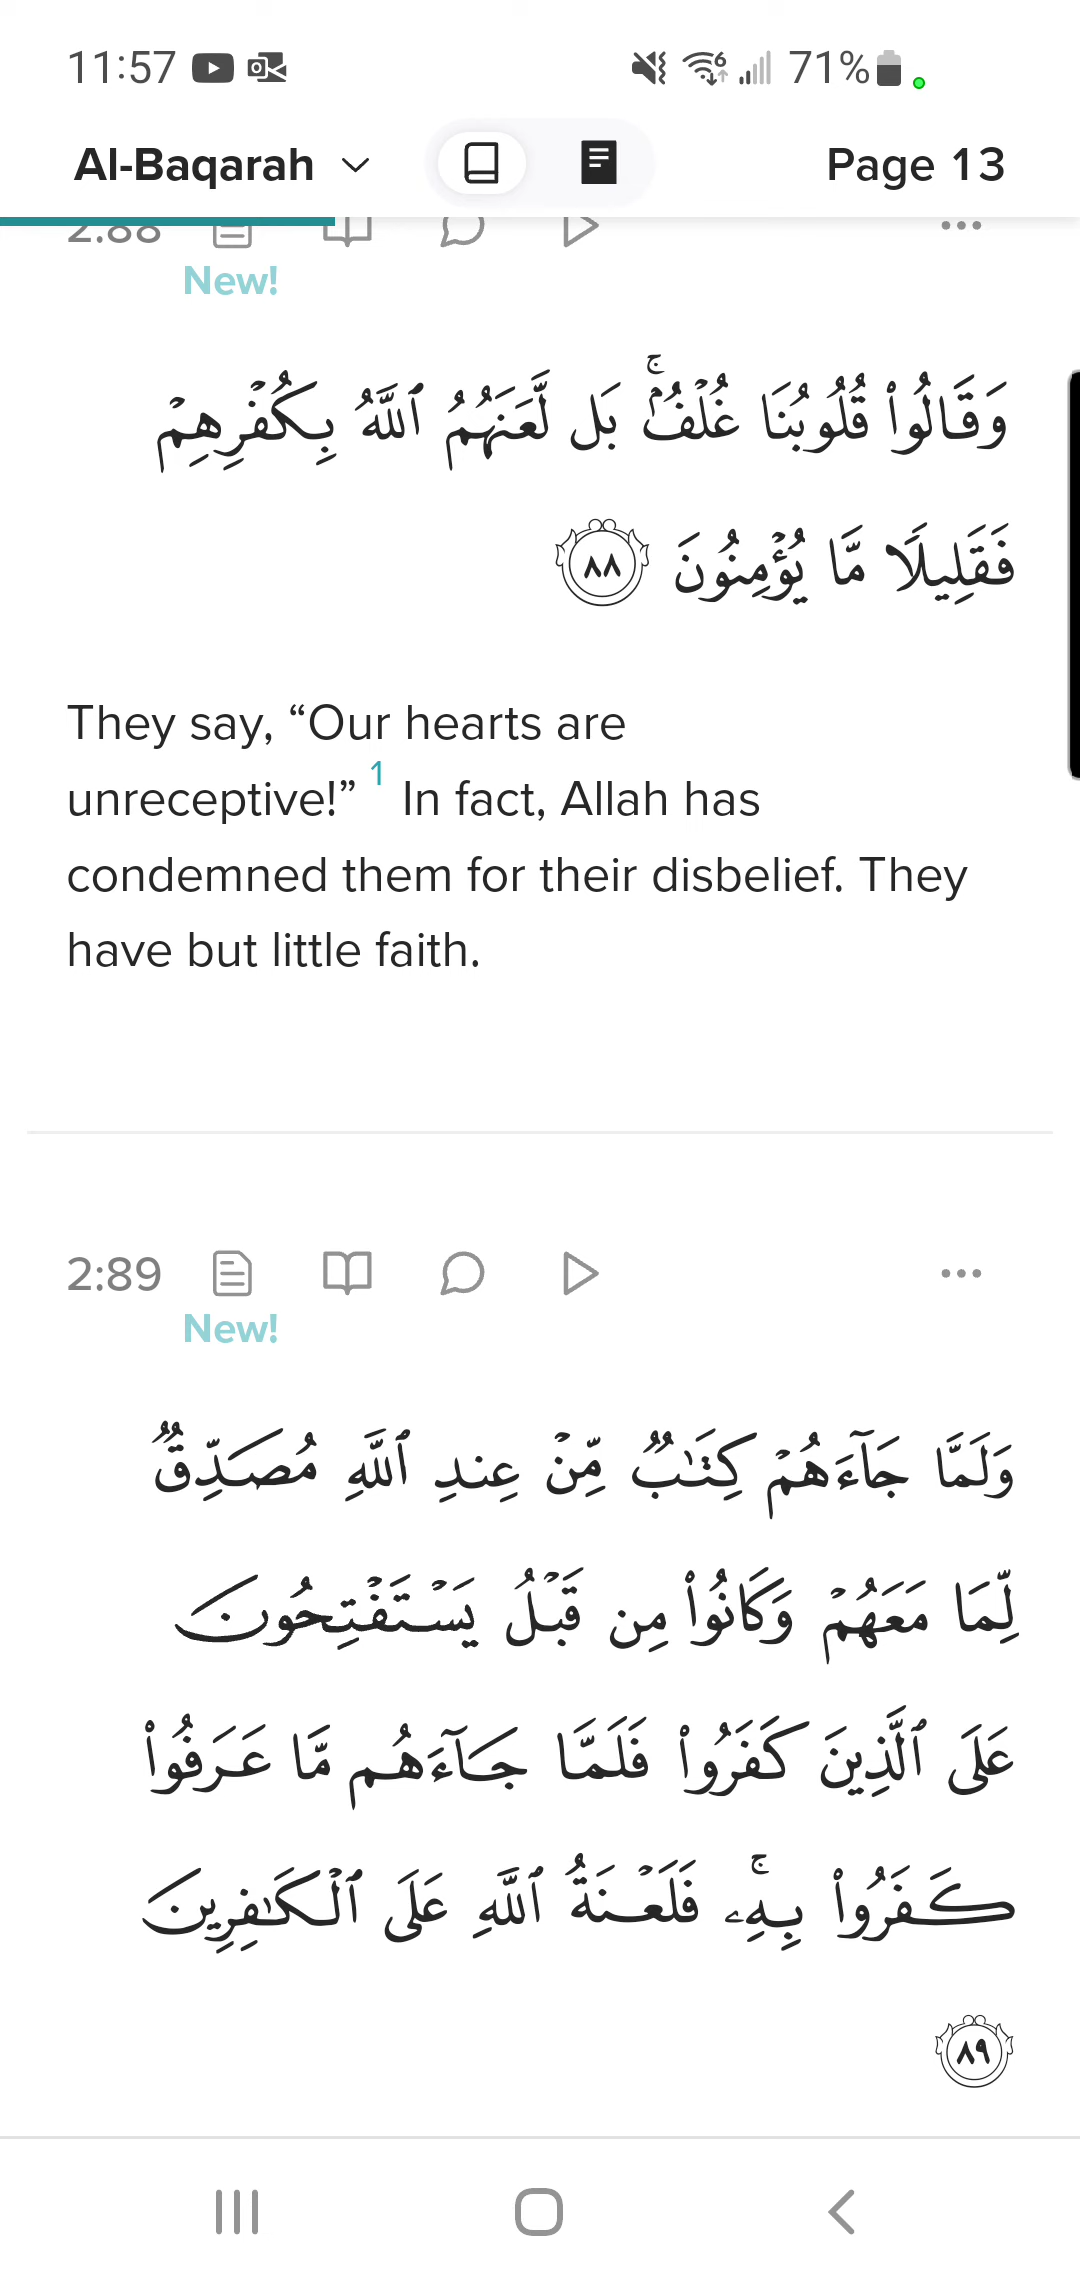 11:57 71%
Al-Baqarah Page 13
2:88
New!
وَقَالُوا۟ قُلُوبُنَا غُلْفٌۢ ۚ بَل لَّعَنَهُمُ ٱللَّهُ بِكُفْرِهِمْ
فَقَلِيلًا مَّا يُؤْمِنُونَ ٨٨
They say, “Our hearts are
unreceptive!” 1 In fact, Allah has
condemned them for their disbelief. They
have but little faith.
2:89
New!
وَلَمَّا جَآءَهُمْ كِتَـٰبٌ مِّنْ عِندِ ٱللَّهِ مُصَدِّقٌ
لِّمَا مَعَهُمْ وَكَانُوا۟ مِن قَبْلُ يَسْتَفْتِحُونَ
عَلَى ٱلَّذِينَ كَفَرُوا۟ فَلَمَّا جَآءَهُم مَّا عَرَفُوا۟
كَفَرُوا۟ بِهِۦ ۚ فَلَعْنَةُ ٱللَّهِ عَلَى ٱلْكَـٰفِرِينَ
٨٩